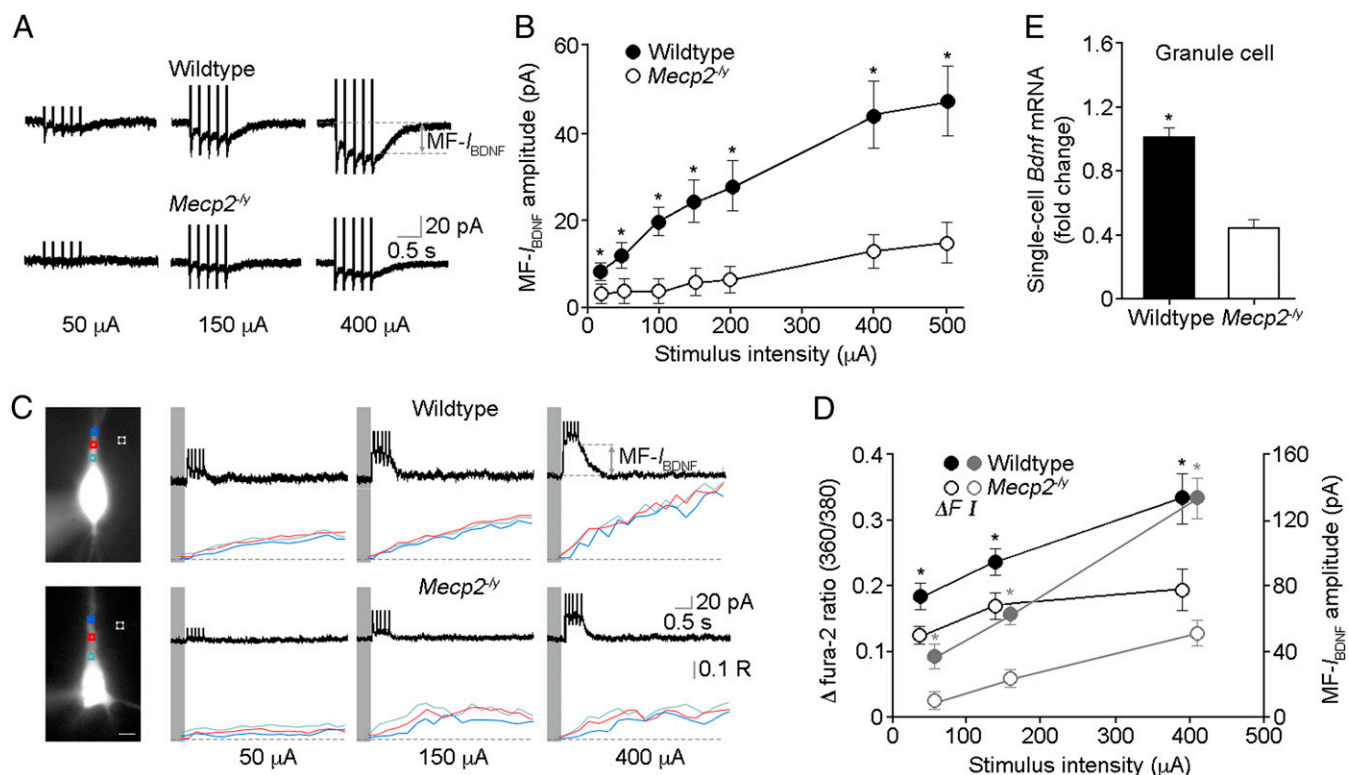 A
Wildtype
MF-I_BDNF
Mecp2^-/y
20 pA
0.5 s
50 µA 150 µA 400 µA
B
MF-I_BDNF amplitude (pA)
60
40
20
0
Wildtype
Mecp2^-/y
* * * * * * *
0 100 200 300 400 500
Stimulus intensity (µA)
E
Single-cell Bdnf mRNA
(fold change)
1.6
1.2
0.8
0.4
0
Granule cell
*
Wildtype Mecp2^-/y
C
Wildtype
MF-I_BDNF
Mecp2^-/y
20 pA
0.5 s
0.1 R
50 µA 150 µA 400 µA
D
Δ fura-2 ratio (360/380)
0.4
0.3
0.2
0.1
0
Wildtype
Mecp2^-/y
ΔF I
* * *
* * *
160
120
80
40
0
MF-I_BDNF amplitude (pA)
0 100 200 300 400 500
Stimulus intensity (µA)